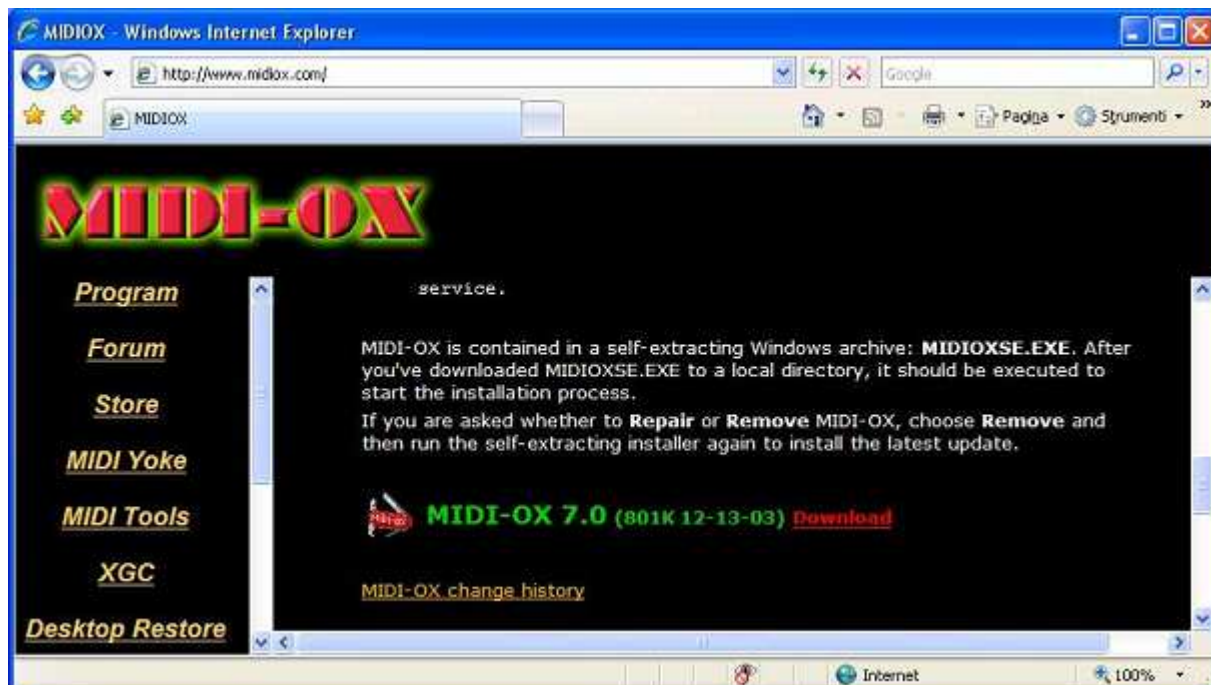 MIDIOX - Windows Internet Explorer
http://www.midiox.com/
Google
MIDIOX
Pagina
Strumenti
MIDI-OX
Program
Forum
Store
MIDI Yoke
MIDI Tools
XGC
Desktop Restore
service.
MIDI-OX is contained in a self-extracting Windows archive: MIDIOXSE.EXE. After
you've downloaded MIDIOXSE.EXE to a local directory, it should be executed to
start the installation process.
If you are asked whether to Repair or Remove MIDI-OX, choose Remove and
then run the self-extracting installer again to install the latest update.
MIDI-OX
MIDI-OX 7.0 (801K 12-13-03) Download
MIDI-OX change history
Internet
100%